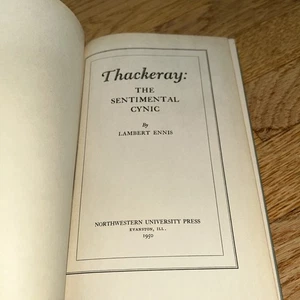 Thackeray:
THE
SENTIMENTAL
CYNIC
By
LAMBERT ENNIS
NORTHWESTERN UNIVERSITY PRESS
EVANSTON, ILL.
1950